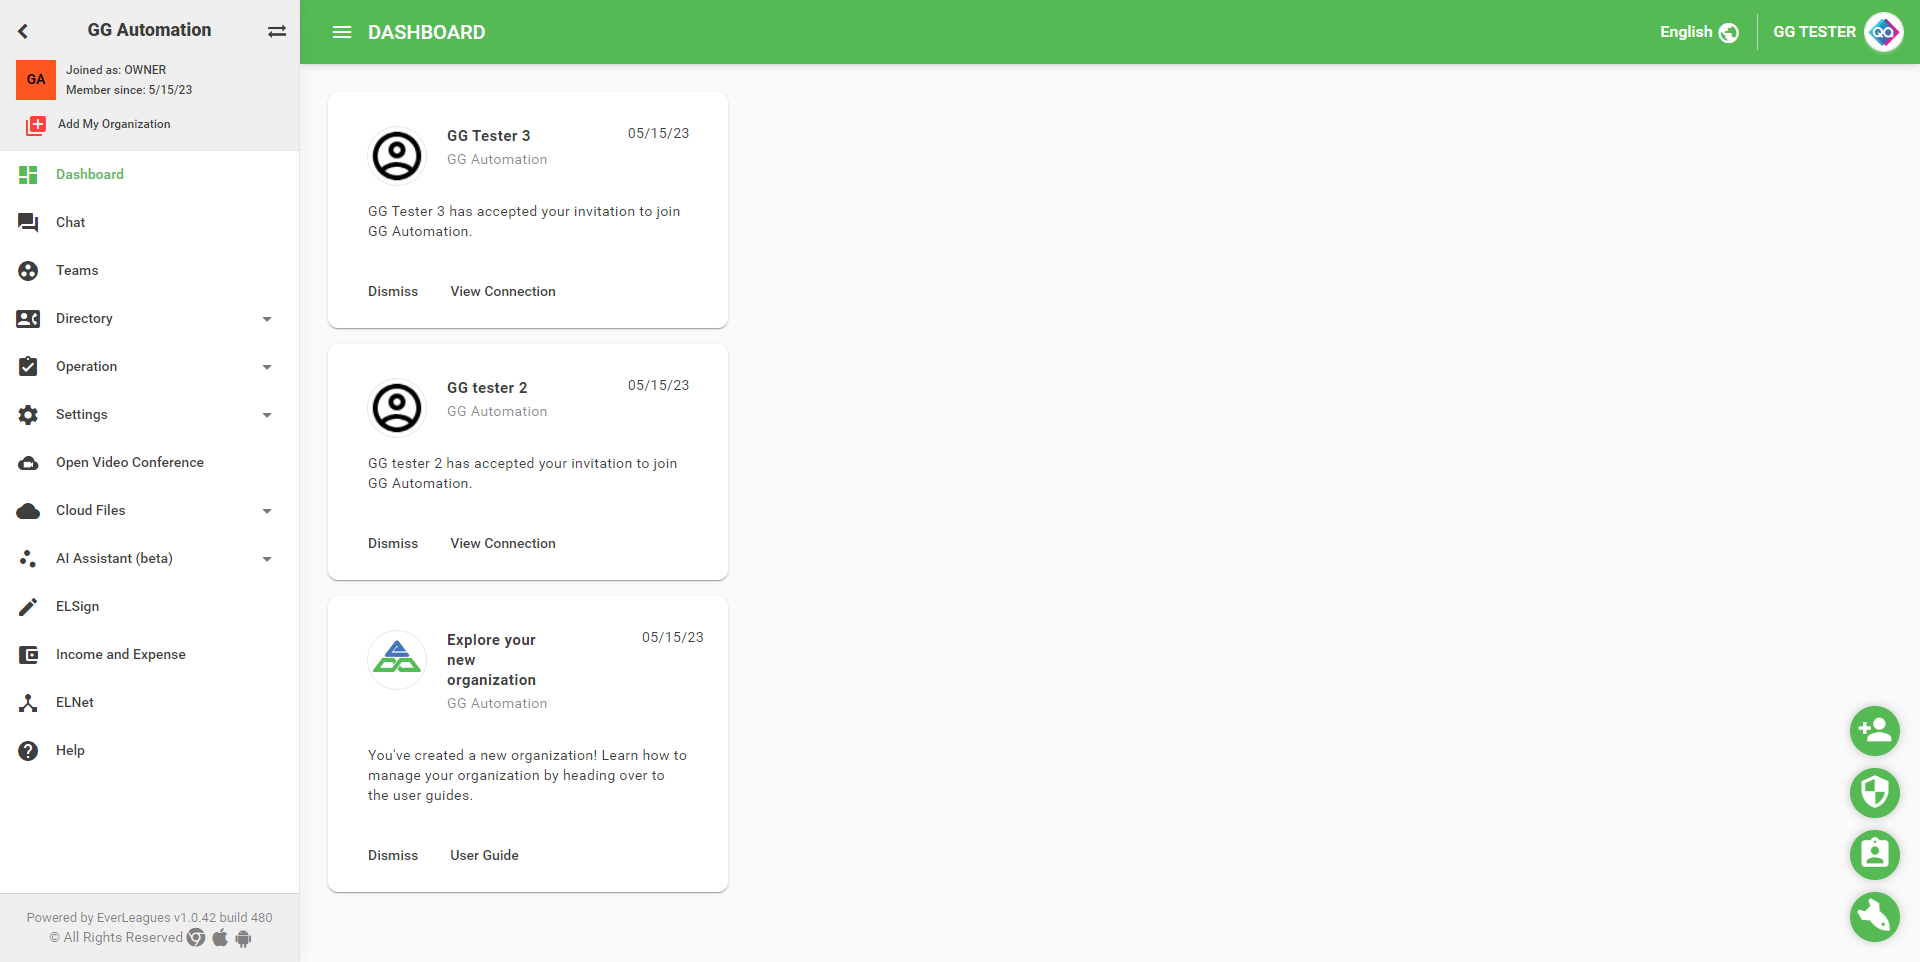 GG Automation
GA
Joined as: OWNER
Member since: 5/15/23
Add My Organization
Dashboard
Chat
Teams
Directory
Operation
Settings
Open Video Conference
Cloud Files
AI Assistant (beta)
ELSign
Income and Expense
ELNet
Help
Powered by EverLeagues v1.0.42 build 480
© All Rights Reserved
DASHBOARD
English
GG TESTER
QA
GG Tester 3
05/15/23
GG Automation
GG Tester 3 has accepted your invitation to join
GG Automation.
Dismiss
View Connection
GG tester 2
05/15/23
GG Automation
GG tester 2 has accepted your invitation to join
GG Automation.
Dismiss
View Connection
Explore your
new
organization
05/15/23
GG Automation
You've created a new organization! Learn how to
manage your organization by heading over to
the user guides.
Dismiss
User Guide